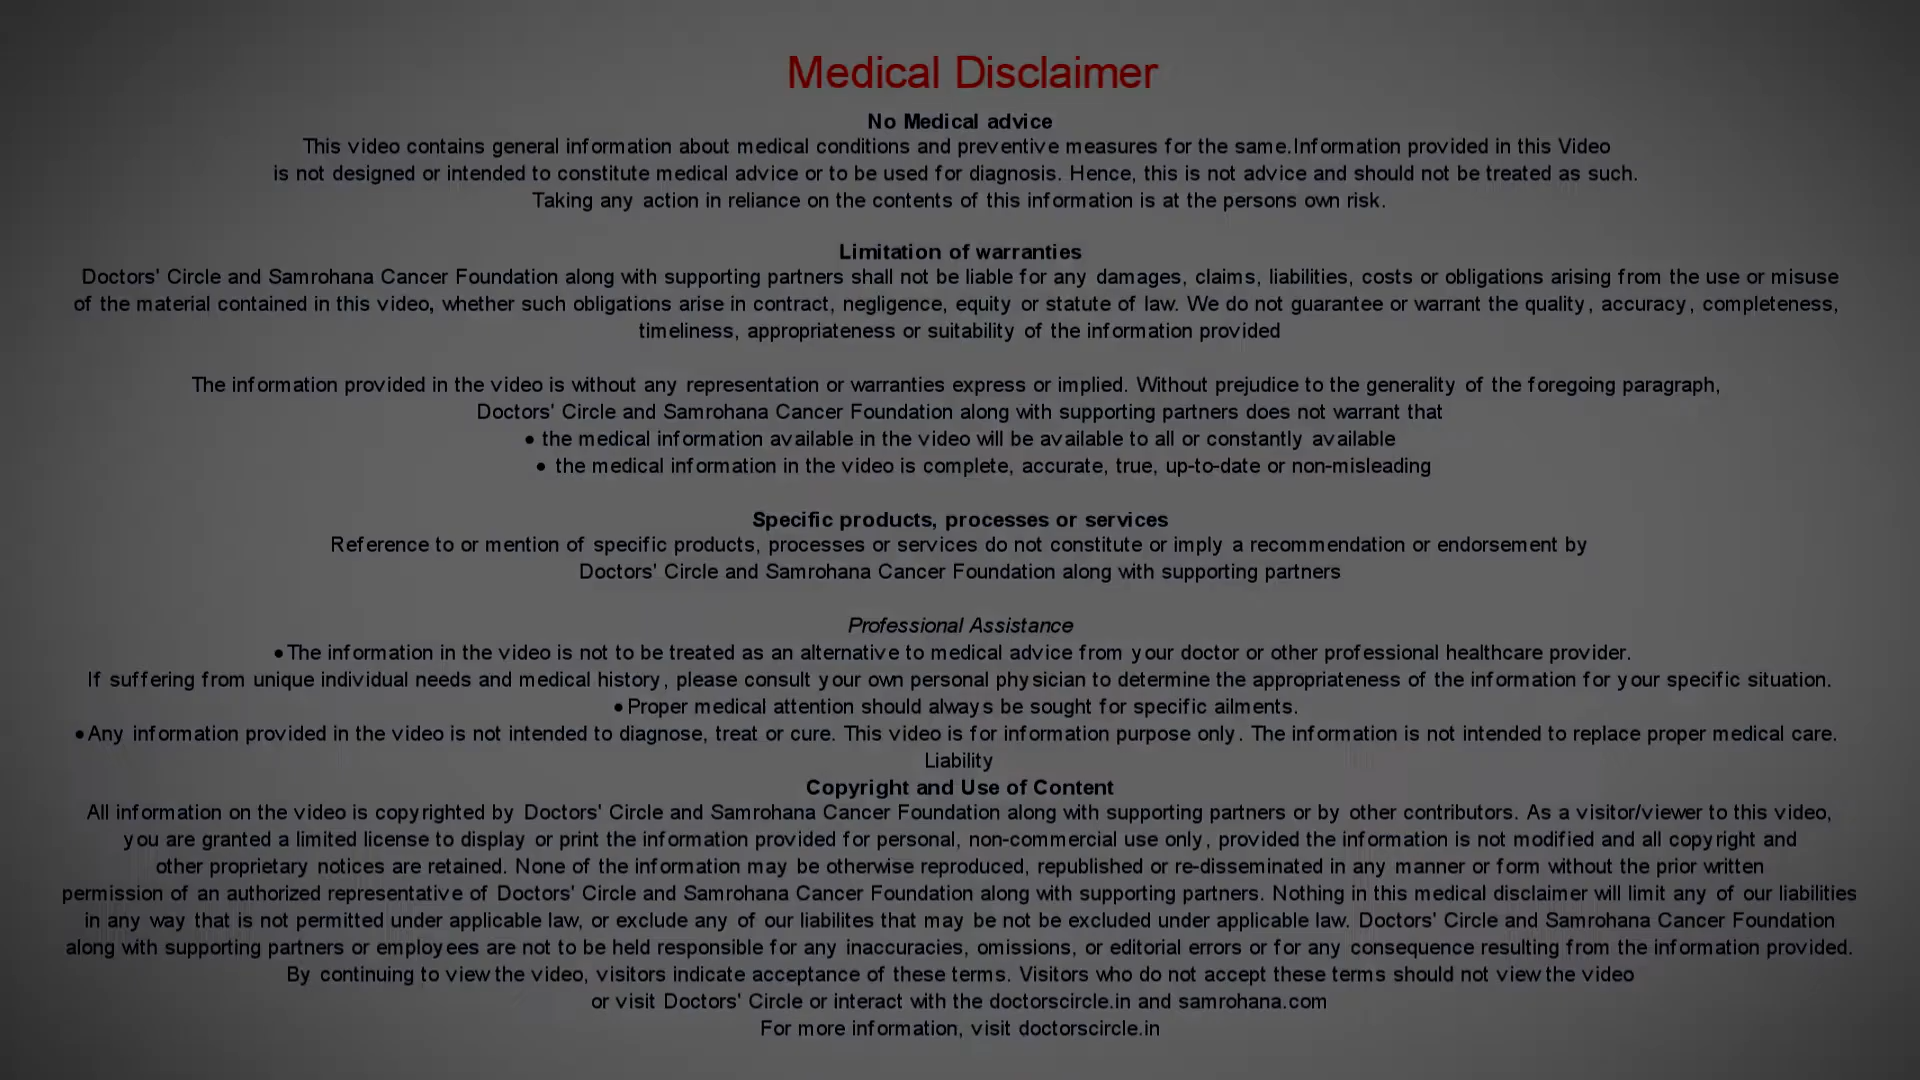 Medical Disclaimer
No Medical advice
This video contains general information about medical conditions and preventive measures for the same.Information provided in this Video
is not designed or intended to constitute medical advice or to be used for diagnosis. Hence, this is not advice and should not be treated as such.
Taking any action in reliance on the contents of this information is at the persons own risk.
Limitation of warranties
Doctors' Circle and Samrohana Cancer Foundation along with supporting partners shall not be liable for any damages, claims, liabilities, costs or obligations arising from the use or misuse
of the material contained in this video, whether such obligations arise in contract, negligence, equity or statute of law. We do not guarantee or warrant the quality, accuracy, completeness,
timeliness, appropriateness or suitability of the information provided
The information provided in the video is without any representation or warranties express or implied. Without prejudice to the generality of the foregoing paragraph,
Doctors' Circle and Samrohana Cancer Foundation along with supporting partners does not warrant that
• the medical information available in the video will be available to all or constantly available
• the medical information in the video is complete, accurate, true, up-to-date or non-misleading
Specific products, processes or services
Reference to or mention of specific products, processes or services do not constitute or imply a recommendation or endorsement by
Doctors' Circle and Samrohana Cancer Foundation along with supporting partners
Professional Assistance
•The information in the video is not to be treated as an alternative to medical advice from your doctor or other professional healthcare provider.
If suffering from unique individual needs and medical history, please consult your own personal physician to determine the appropriateness of the information for your specific situation.
•Proper medical attention should always be sought for specific ailments.
•Any information provided in the video is not intended to diagnose, treat or cure. This video is for information purpose only. The information is not intended to replace proper medical care.
Liability
Copyright and Use of Content
All information on the video is copyrighted by Doctors' Circle and Samrohana Cancer Foundation along with supporting partners or by other contributors. As a visitor/viewer to this video,
you are granted a limited license to display or print the information provided for personal, non-commercial use only, provided the information is not modified and all copyright and
other proprietary notices are retained. None of the information may be otherwise reproduced, republished or re-disseminated in any manner or form without the prior written
permission of an authorized representative of Doctors' Circle and Samrohana Cancer Foundation along with supporting partners. Nothing in this medical disclaimer will limit any of our liabilities
in any way that is not permitted under applicable law, or exclude any of our liabilites that may be not be excluded under applicable law. Doctors' Circle and Samrohana Cancer Foundation
along with supporting partners or employees are not to be held responsible for any inaccuracies, omissions, or editorial errors or for any consequence resulting from the information provided.
By continuing to view the video, visitors indicate acceptance of these terms. Visitors who do not accept these terms should not view the video
or visit Doctors' Circle or interact with the doctorscircle.in and samrohana.com
For more information, visit doctorscircle.in